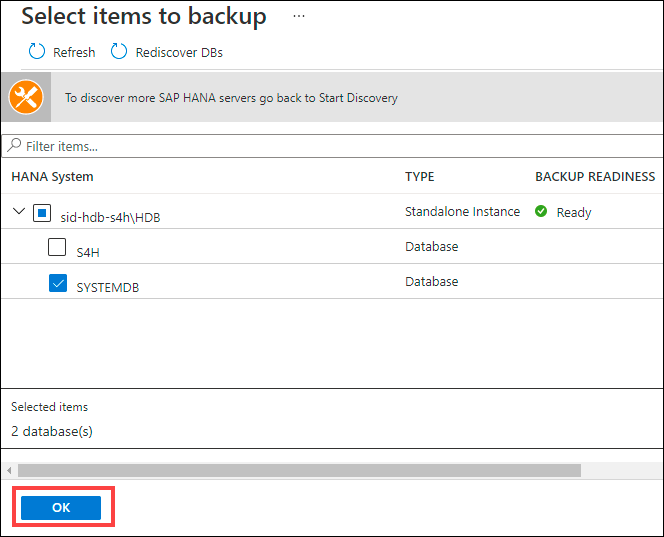 Select items to backup ...
Refresh Rediscover DBs
To discover more SAP HANA servers go back to Start Discovery
Filter items...
HANA System TYPE BACKUP READINESS
sid-hdb-s4h\HDB Standalone Instance Ready
S4H Database
SYSTEMDB Database
Selected items
2 database(s)
OK